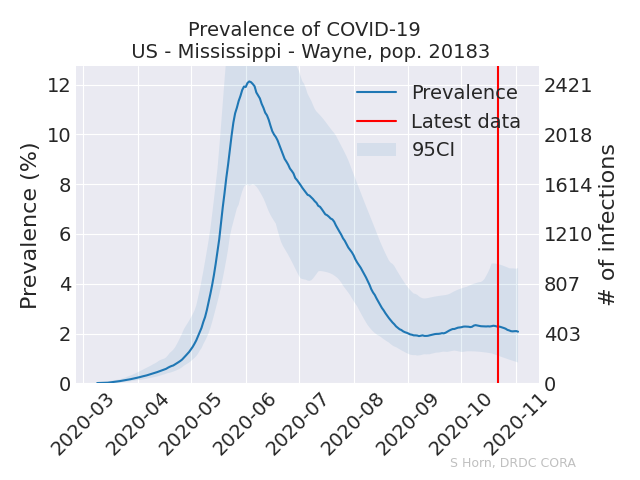 Prevalence of COVID-19
US - Mississippi - Wayne, pop. 20183
Prevalence (%)
12
10
8
6
4
2
0
2421
2018
1614
1210
807
403
0
# of infections
Prevalence
Latest data
95CI
2020-03
2020-04
2020-05
2020-06
2020-07
2020-08
2020-09
2020-10
2020-11
S Horn, DRDC CORA